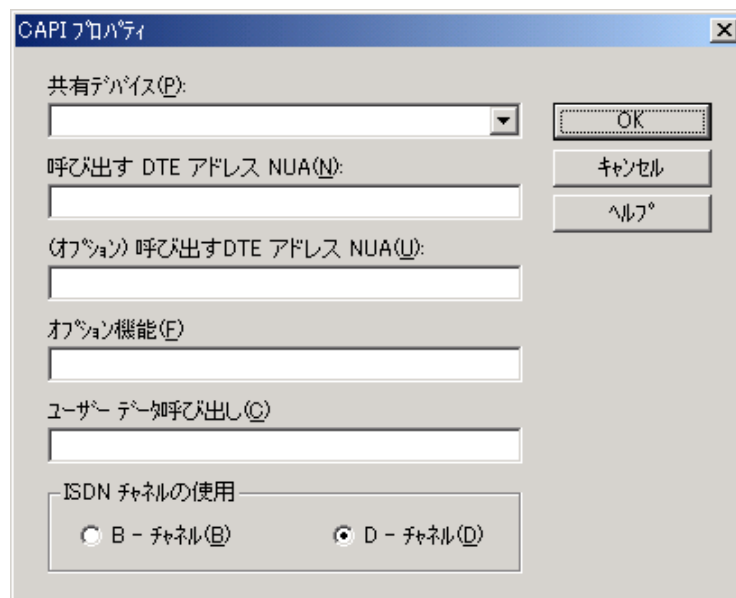 CAPI ﾌﾟﾛﾊﾟﾃｨ
共有ﾃﾞﾊﾞｲｽ(P):
OK
呼び出す DTE アドレス NUA(N):
ｷｬﾝｾﾙ
ﾍﾙﾌﾟ
(ｵﾌﾟｼｮﾝ) 呼び出すDTE アドレス NUA(U):
ｵﾌﾟｼｮﾝ機能(F)
ﾕｰｻﾞｰ ﾃﾞｰﾀ呼び出し(C)
ISDN ﾁｬﾈﾙの使用
B - ﾁｬﾈﾙ(B)
D - ﾁｬﾈﾙ(D)